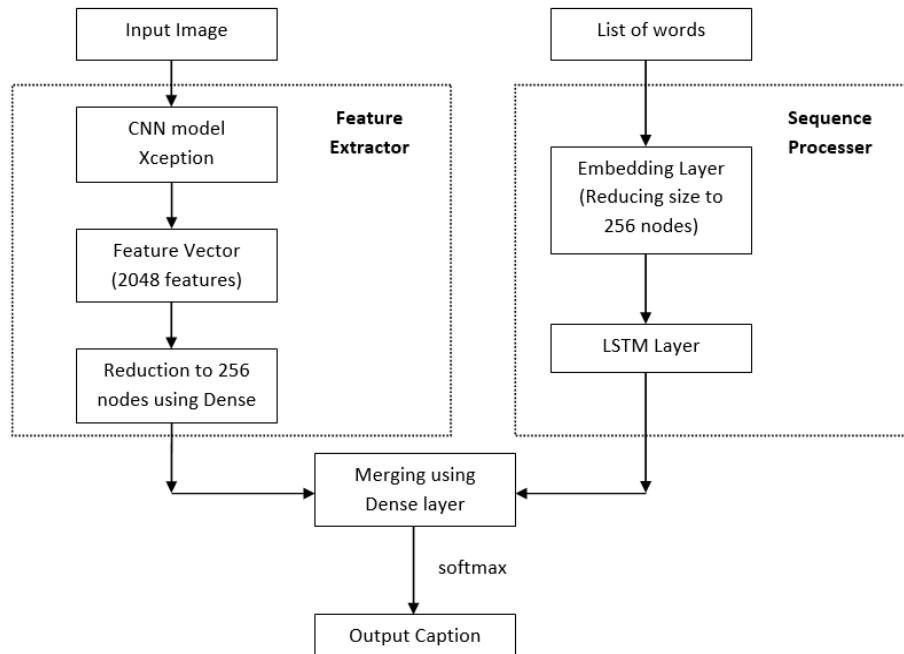 Input Image
List of words
CNN model
Xception
Feature
Extractor
Feature Vector
(2048 features)
Reduction to 256
nodes using Dense
Sequence
Processer
Embedding Layer
(Reducing size to
256 nodes)
LSTM Layer
Merging using
Dense layer
softmax
Output Caption